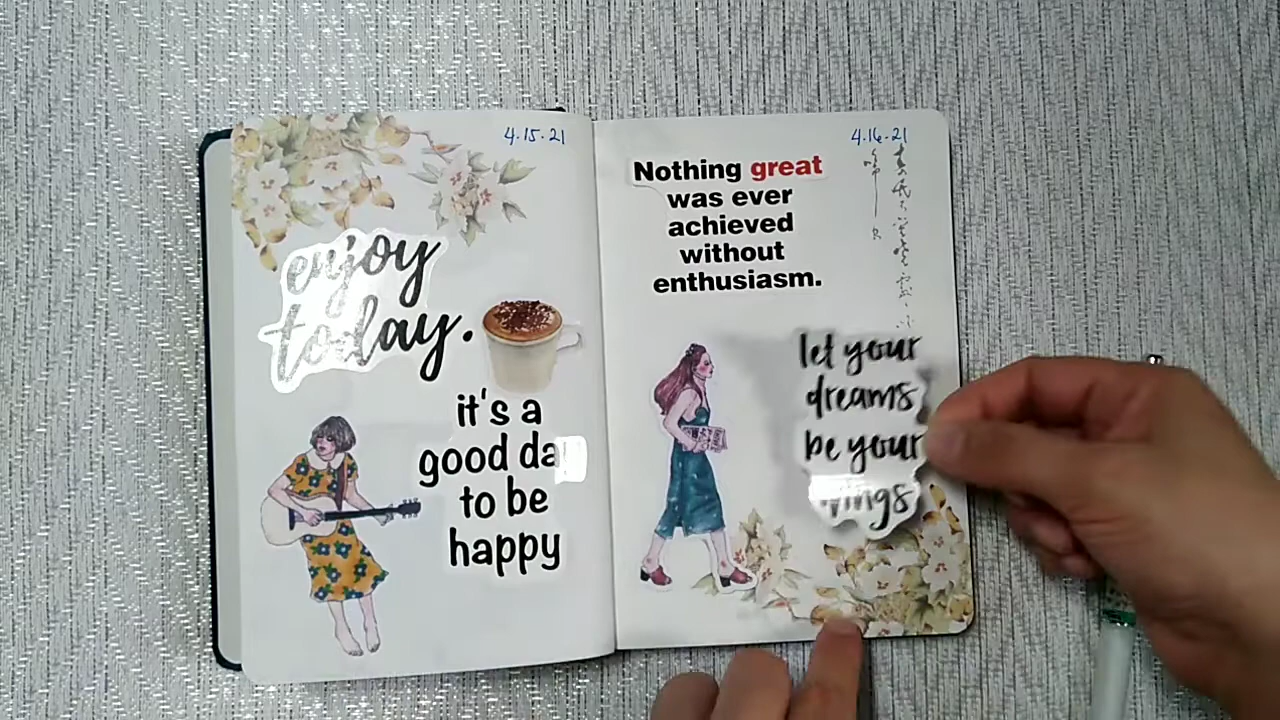 4.15.21
enjoy
today.
it's a
good da
to be
happy
4.16.21
Nothing great
was ever
achieved
without
enthusiasm.
let your
dreams
be your
wings